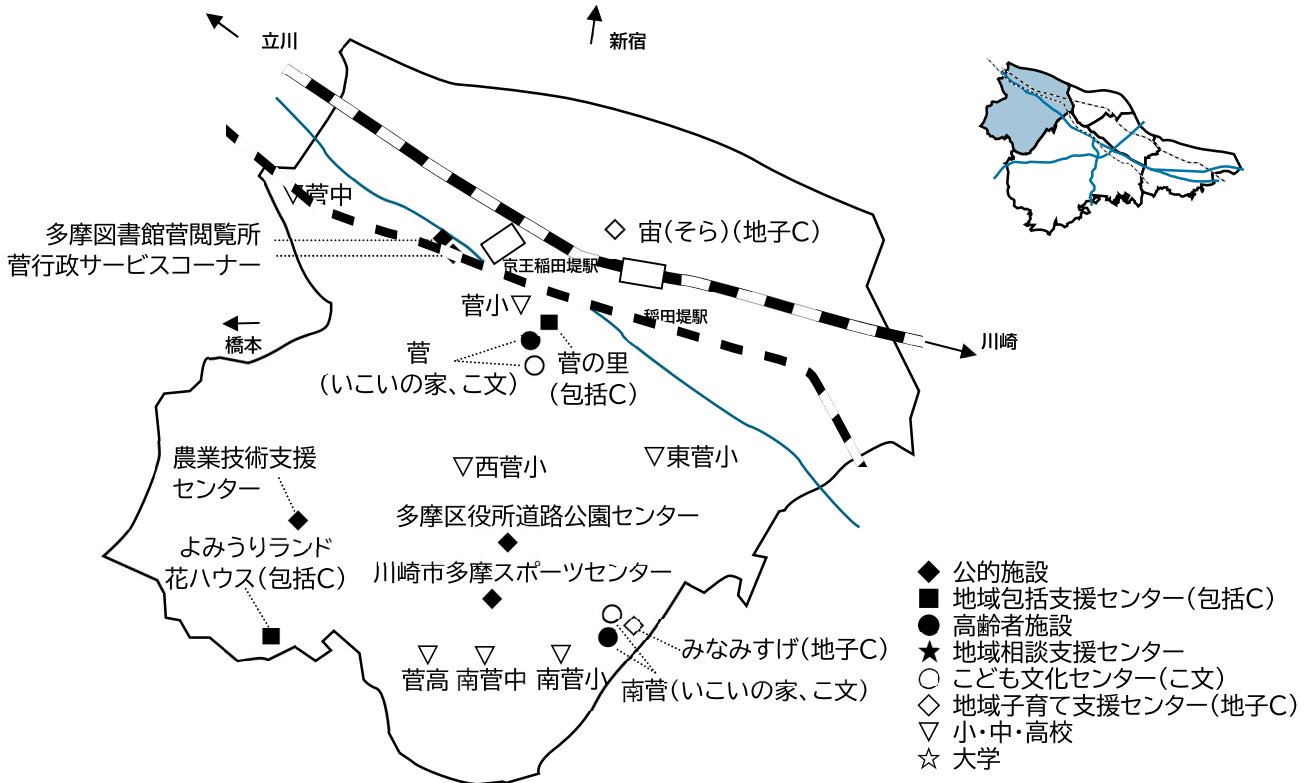 立川
新宿
菅中
多摩図書館菅閲覧所
菅行政サービスコーナー
宙(そら)(地子C)
京王稲田堤駅
菅小
稲田堤駅
橋本
川崎
菅
(いこいの家、こ文)
菅の里
(包括C)
農業技術支援
センター
西菅小
東菅小
多摩区役所道路公園センター
よみうりランド
花ハウス(包括C)
川崎市多摩スポーツセンター
みなみすげ(地子C)
菅高
南菅中
南菅小
南菅(いこいの家、こ文)
公的施設
地域包括支援センター(包括C)
高齢者施設
地域相談支援センター
こども文化センター(こ文)
地域子育て支援センター(地子C)
小・中・高校
大学